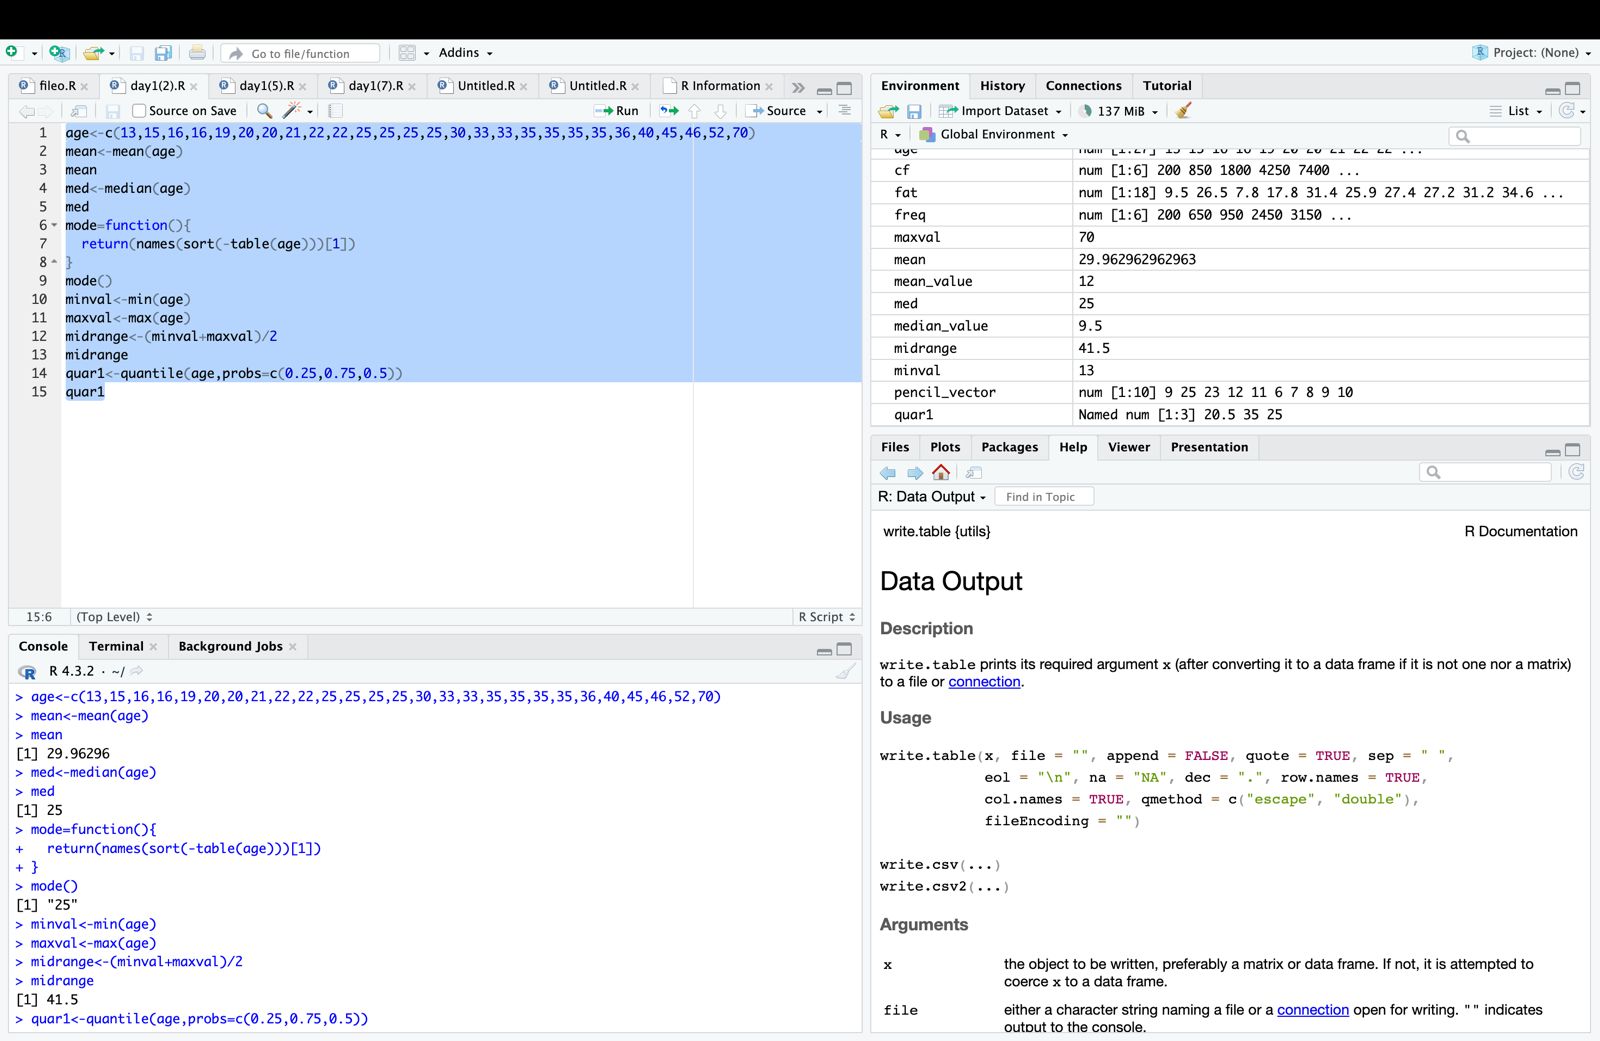 Go to file/function
Addins
Project: (None)
fileo.R
day1(2).R
day1(5).R
day1(7).R
Untitled.R
Untitled.R
R Information
Source on Save
Run
Source
1 age<-c(13,15,16,16,19,20,20,21,22,22,25,25,25,25,30,33,33,35,35,35,35,36,40,45,46,52,70)
2 mean<-mean(age)
3 mean
4 med<-median(age)
5 med
6 mode=function(){
7   return(names(sort(-table(age)))[1])
8 }
9 mode()
10 minval<-min(age)
11 maxval<-max(age)
12 midrange<-(minval+maxval)/2
13 midrange
14 quar1<-quantile(age,probs=c(0.25,0.75,0.5))
15 quar1
15:6 (Top Level) R Script
Console Terminal Background Jobs
R 4.3.2 · ~/
> age<-c(13,15,16,16,19,20,20,21,22,22,25,25,25,25,30,33,33,35,35,35,35,36,40,45,46,52,70)
> mean<-mean(age)
> mean
[1] 29.96296
> med<-median(age)
> med
[1] 25
> mode=function(){
+   return(names(sort(-table(age)))[1])
+ }
> mode()
[1] "25"
> minval<-min(age)
> maxval<-max(age)
> midrange<-(minval+maxval)/2
> midrange
[1] 41.5
> quar1<-quantile(age,probs=c(0.25,0.75,0.5))
Environment History Connections Tutorial
Import Dataset 137 MiB List
R Global Environment
age num [1:27] 13 15 16 16 19 20 20 21 22 22 ...
cf num [1:6] 200 850 1800 4250 7400 ...
fat num [1:18] 9.5 26.5 7.8 17.8 31.4 25.9 27.4 27.2 31.2 34.6 ...
freq num [1:6] 200 650 950 2450 3150 ...
maxval 70
mean 29.962962962963
mean_value 12
med 25
median_value 9.5
midrange 41.5
minval 13
pencil_vector num [1:10] 9 25 23 12 11 6 7 8 9 10
quar1 Named num [1:3] 20.5 35 25
Files Plots Packages Help Viewer Presentation
R: Data Output Find in Topic
write.table {utils} R Documentation
Data Output
Description
write.table prints its required argument x (after converting it to a data frame if it is not one nor a matrix)
to a file or connection.
Usage
write.table(x, file = "", append = FALSE, quote = TRUE, sep = " ",
eol = "\n", na = "NA", dec = ".", row.names = TRUE,
col.names = TRUE, qmethod = c("escape", "double"),
fileEncoding = "")
write.csv(...)
write.csv2(...)
Arguments
x the object to be written, preferably a matrix or data frame. If not, it is attempted to
coerce x to a data frame.
file either a character string naming a file or a connection open for writing. "" indicates
output to the console.